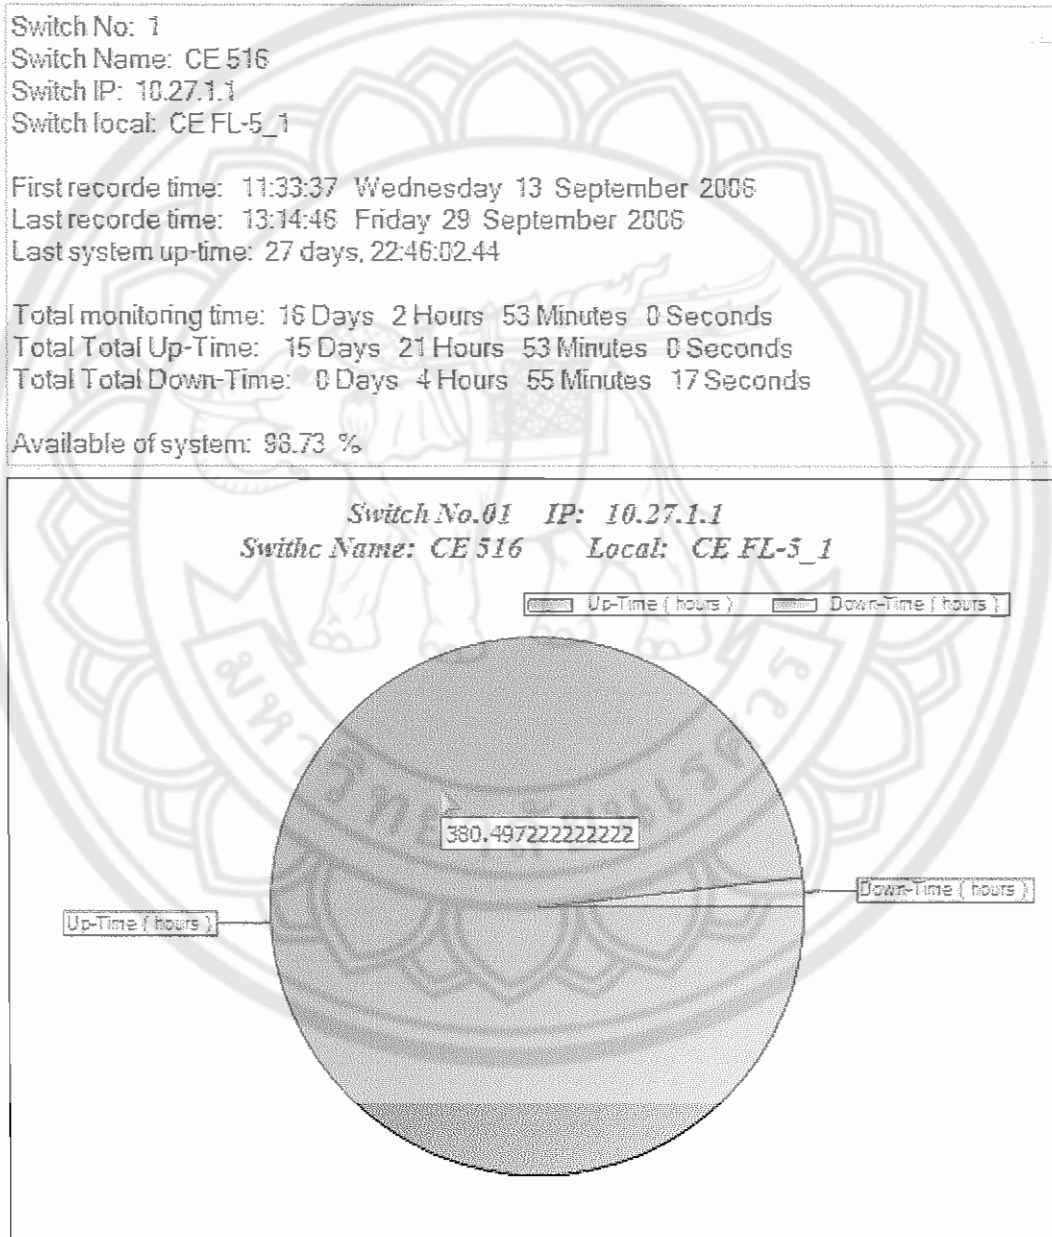 Switch No: 1
Switch Name: CE 516
Switch IP: 10.27.1.1
Switch local: CE FL-5_1
First recorde time: 11:33:37 Wednesday 13 September 2006
Last recorde time: 13:14:46 Friday 29 September 2006
Last system up-time: 27 days, 22:46:02.44
Total monitoring time: 16 Days 2 Hours 53 Minutes 0 Seconds
Total Total Up-Time: 15 Days 21 Hours 53 Minutes 0 Seconds
Total Total Down-Time: 0 Days 4 Hours 55 Minutes 17 Seconds
Available of system: 98.73 %
Switch No.01 IP: 10.27.1.1
Swithc Name: CE 516 Local: CE FL-5_1
Up-Time ( hours ) Down-Time ( hours )
380.497222222222
Down-Time ( hours )
Up-Time ( hours )